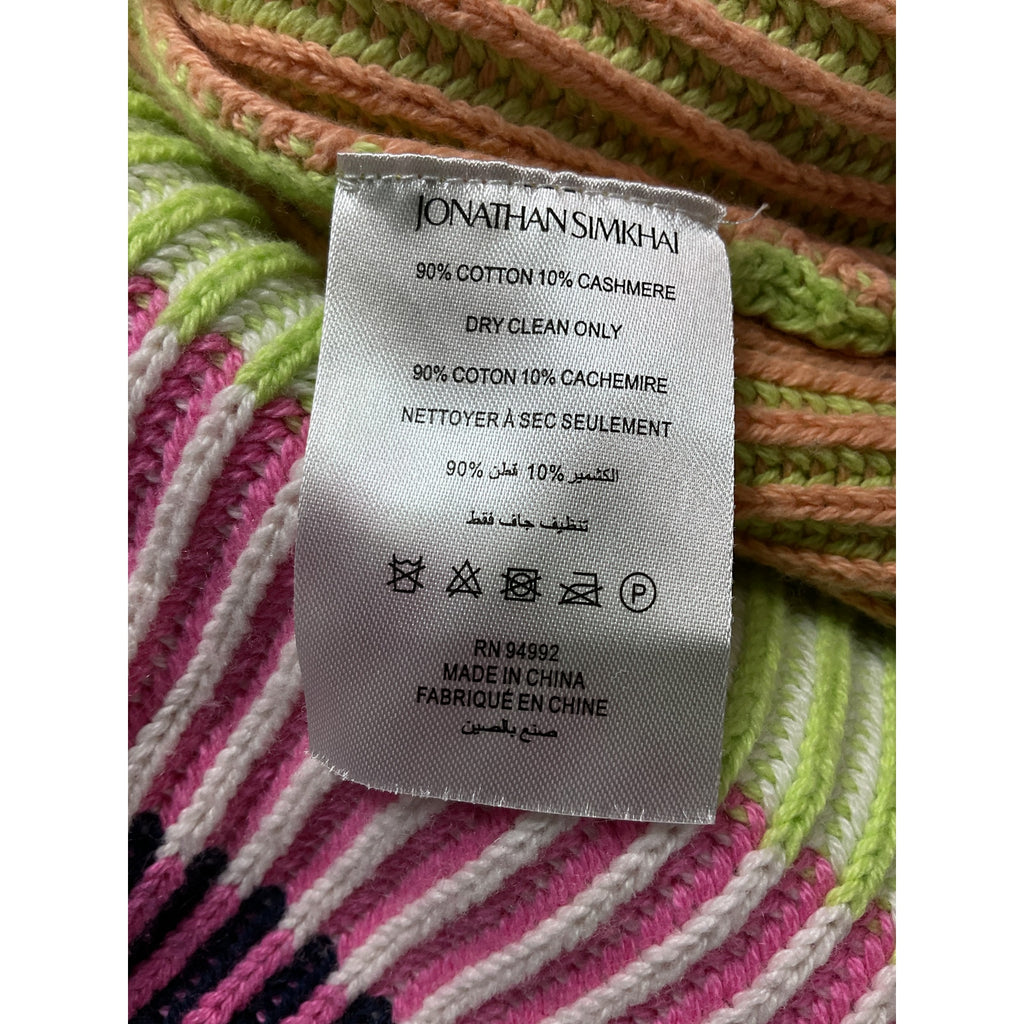 JONATHAN SIMKHAI
90% COTTON 10% CASHMERE
DRY CLEAN ONLY
90% COTON 10% CACHEMIRE
NETTOYER À SEC SEULEMENT
90% قطن 10% الكشمير
تنظيف جاف فقط
P
RN 94992
MADE IN CHINA
FABRIQUÉ EN CHINE
صنع بالصين